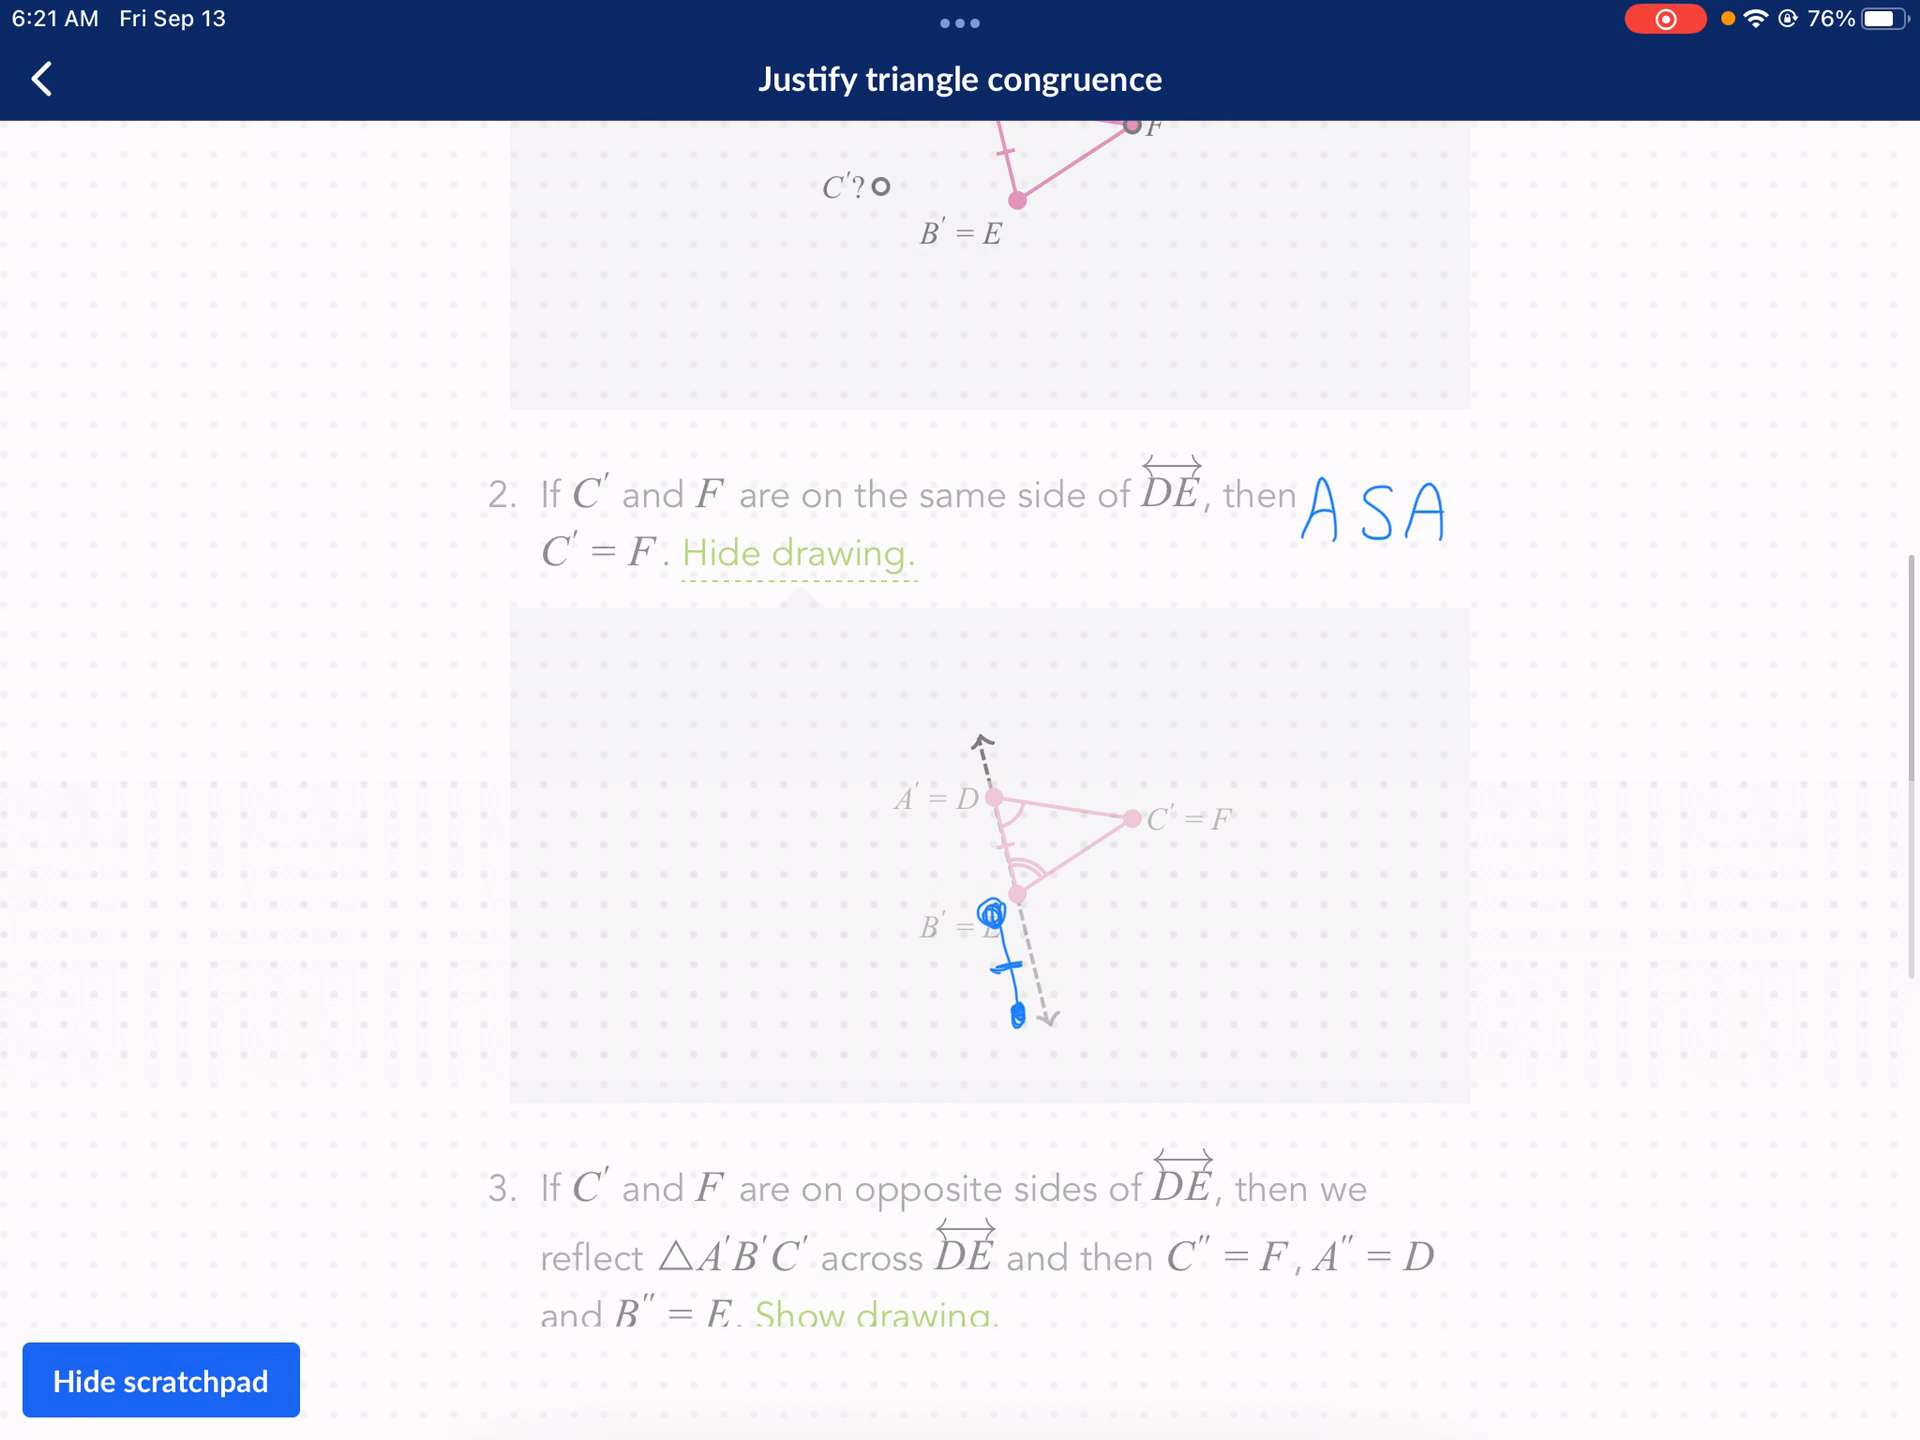 6:21 AM Fri Sep 13
76%
Justify triangle congruence
F
C′?
B′ = E
2. If C′ and F are on the same side of DE, then
ASA
C′ = F. Hide drawing.
A′ = D
C′ = F
B′ = E
3. If C′ and F are on opposite sides of DE, then we
reflect △A′B′C′ across DE and then C″ = F, A″ = D
and B″ = E. Show drawing.
Hide scratchpad